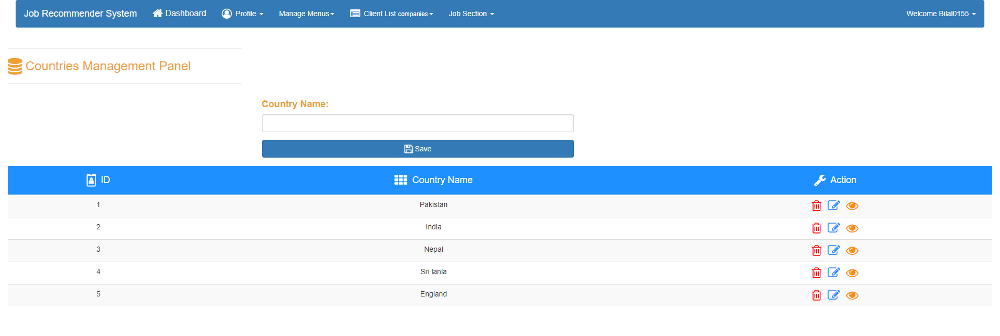 Job Recommender System Dashboard Profile Manage Menus Client List companies Job Section Welcome Bilal0155
Countries Management Panel
Country Name:
Save
ID Country Name Action
1 Pakistan
2 India
3 Nepal
4 Sri lanla
5 England